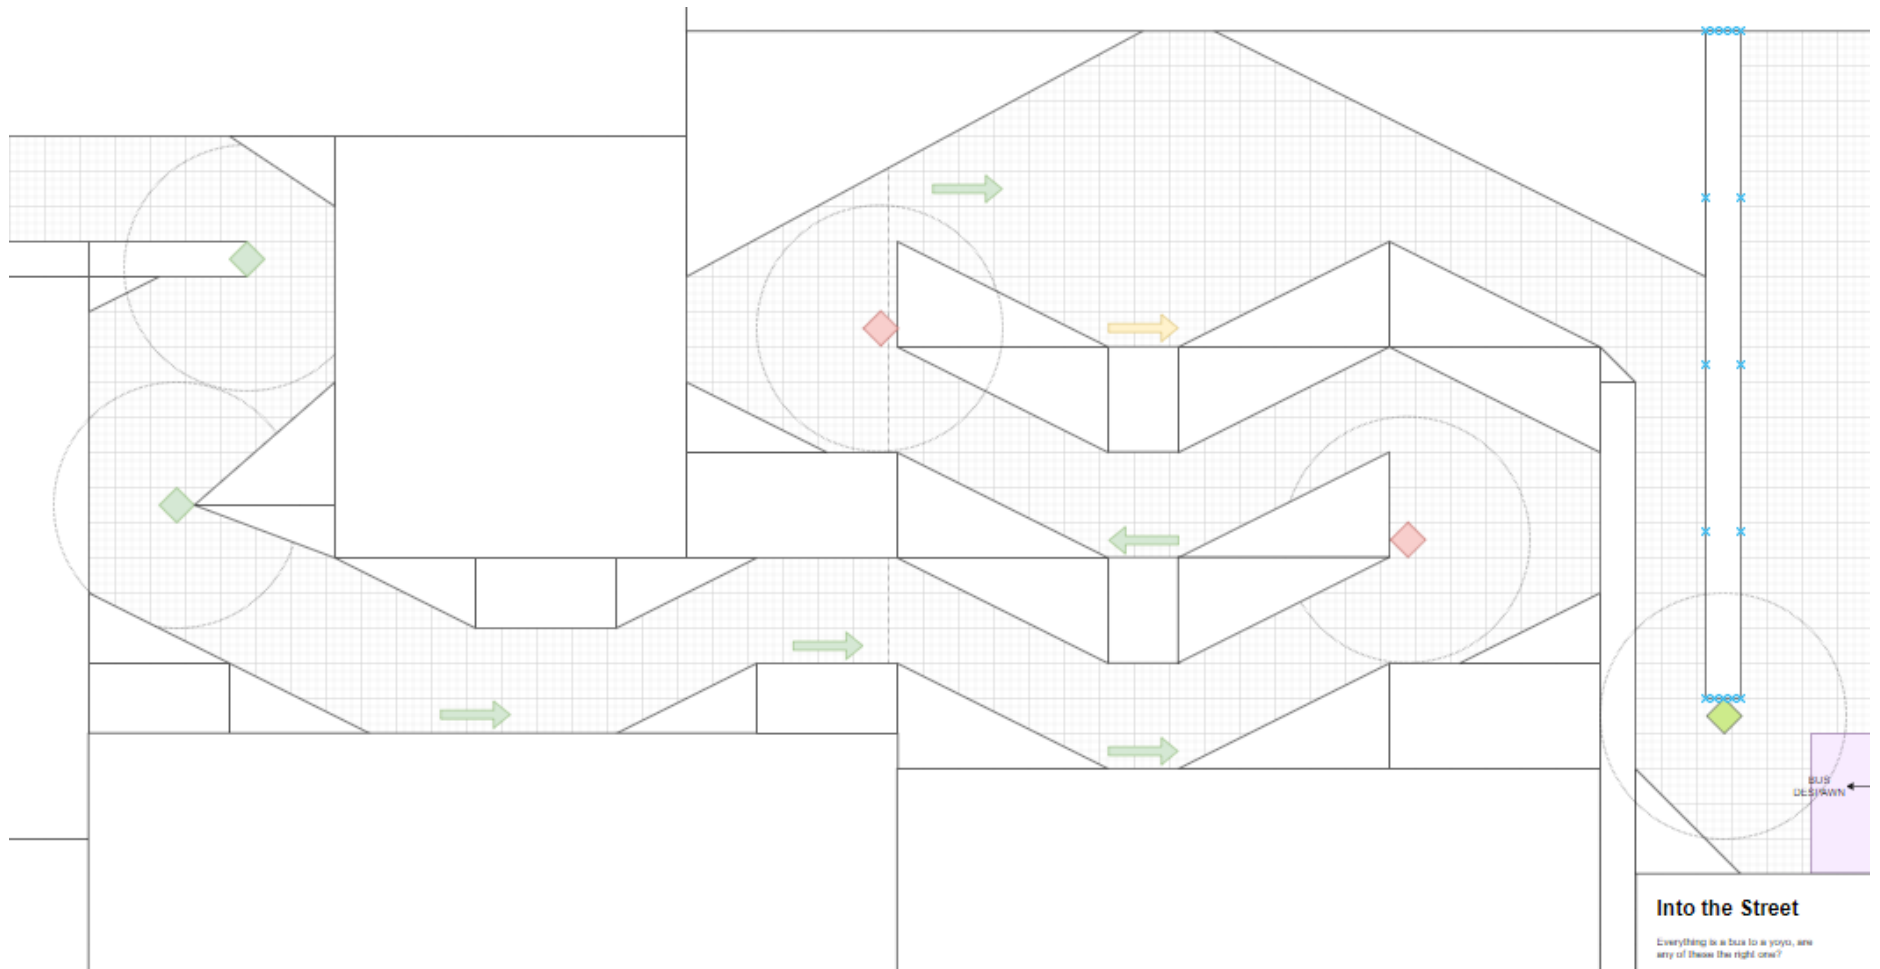 BUS
DESPAWN
Into the Street
Everything is a bus to a yoyo, are
any of these the right one?